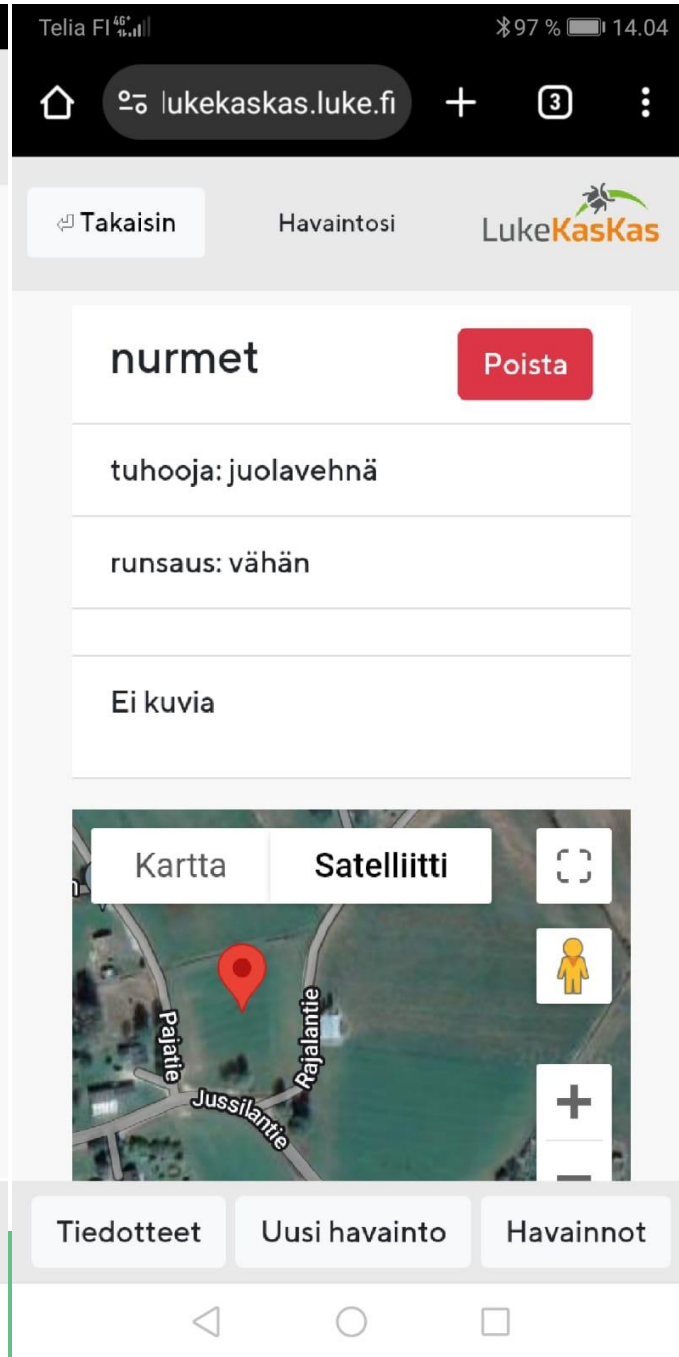 Telia FI 4G+ 97 % 14.04
lukekaskas.luke.fi 3
Takaisin Havaintosi LukeKasKas
nurmet Poista
tuhooja: juolavehnä
runsaus: vähän
Ei kuvia
Kartta Satelliitti
Pajatie
Rajalantie
Jussilantie
Tiedotteet Uusi havainto Havainnot